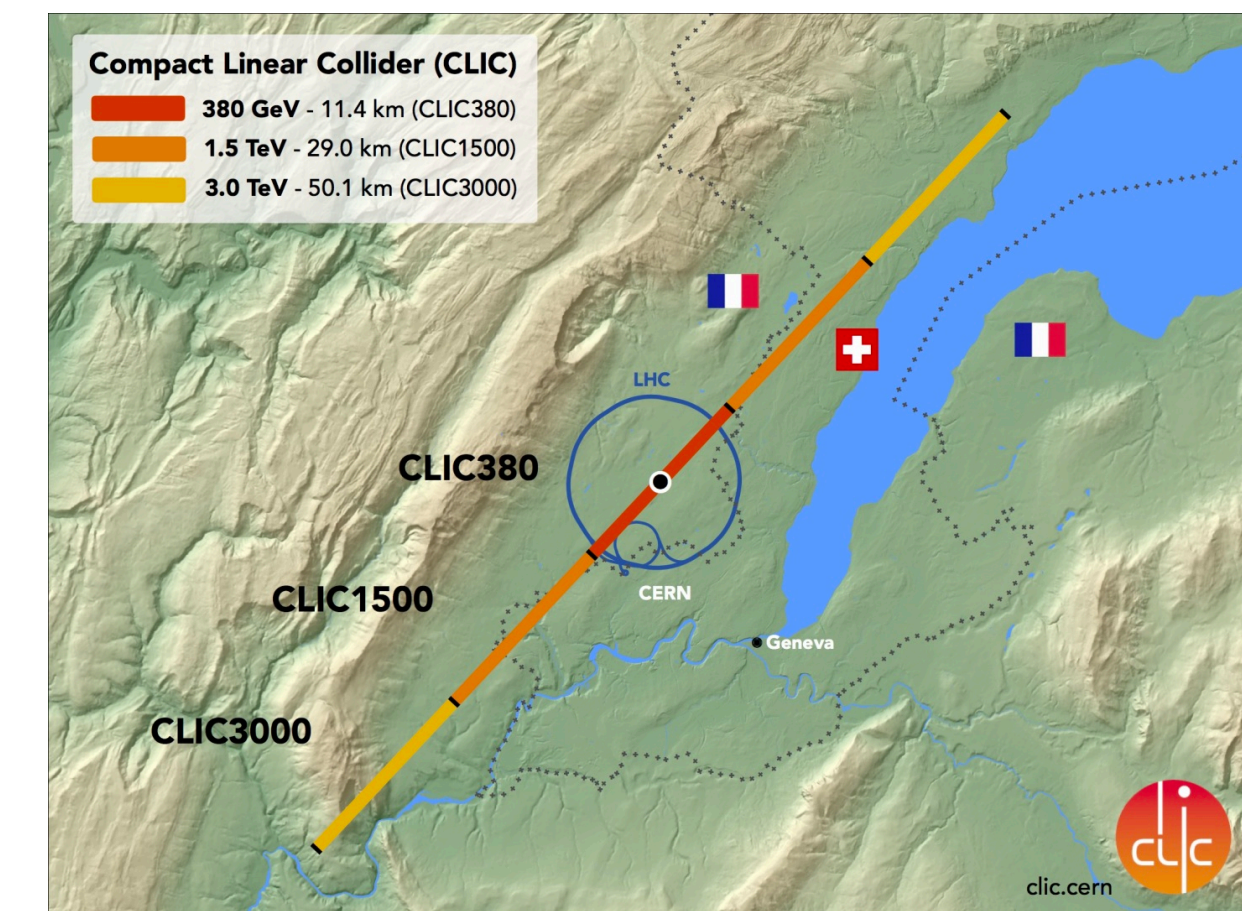 Compact Linear Collider (CLIC)
380 GeV - 11.4 km (CLIC380)
1.5 TeV - 29.0 km (CLIC1500)
3.0 TeV - 50.1 km (CLIC3000)
LHC
CLIC380
CERN
CLIC1500
Geneva
CLIC3000
clic
clic.cern